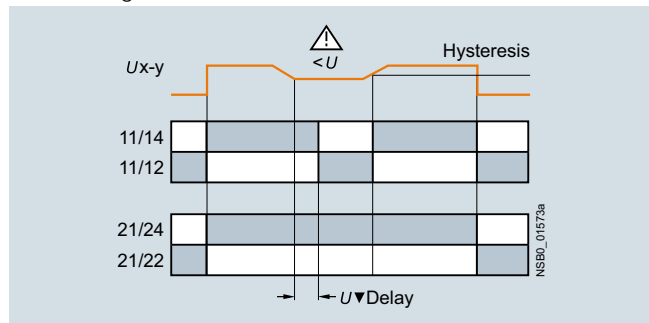 Hysteresis
<U
Ux-y
11/14
11/12
21/24
21/22
U▼Delay
NSB0_01573a